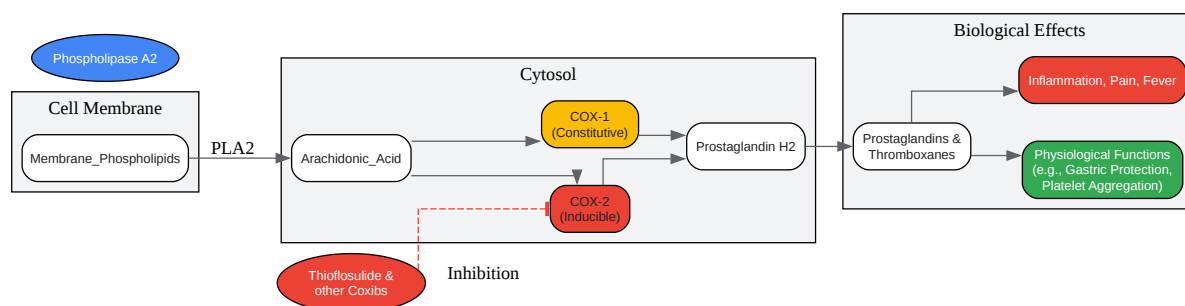 Phospholipase A2
Cell Membrane
Membrane_Phospholipids
PLA2
Cytosol
Arachidonic_Acid
COX-1
(Constitutive)
COX-2
(Inducible)
Prostaglandin H2
Thioflosulide &
other Coxibs
Inhibition
Biological Effects
Prostaglandins &
Thromboxanes
Inflammation, Pain, Fever
Physiological Functions
(e.g., Gastric Protection,
Platelet Aggregation)